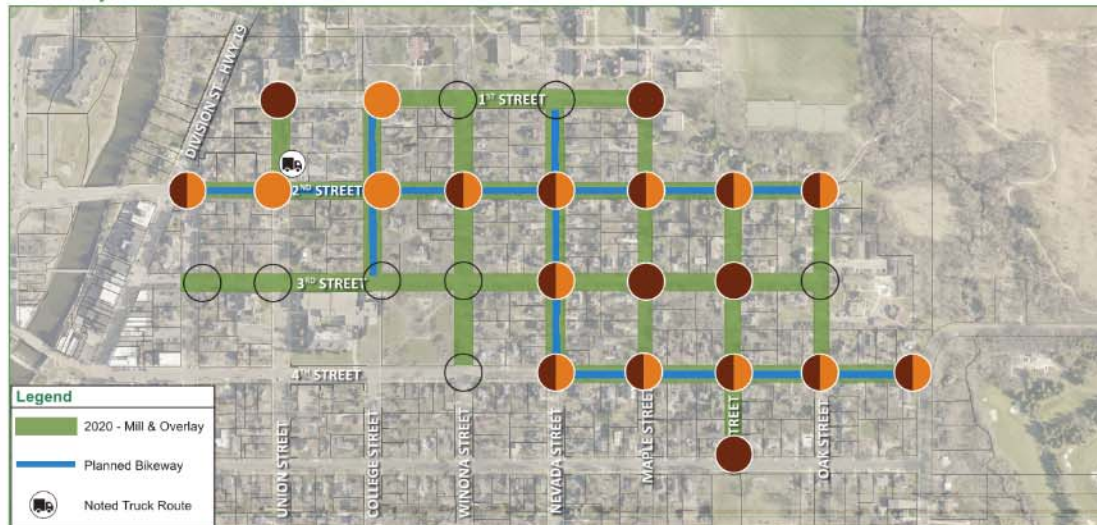 DIVISION ST - HWY 19
1ST STREET
2ND STREET
3RD STREET
4TH STREET
UNION STREET
COLLEGE STREET
WINONA STREET
NEVADA STREET
MAPLE STREET
STREET
OAK STREET
Legend
2020 - Mill & Overlay
Planned Bikeway
Noted Truck Route